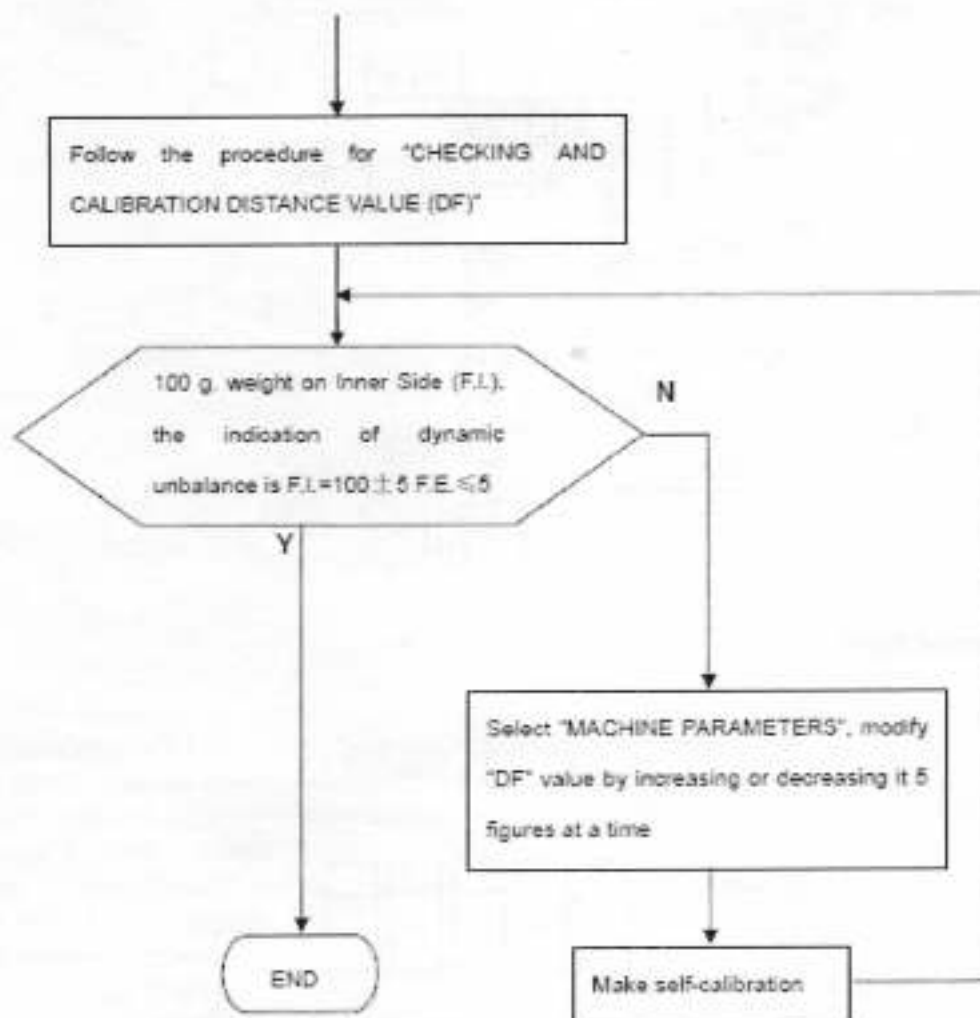 Follow the procedure for "CHECKING AND
CALIBRATION DISTANCE VALUE (DF)"
100 g. weight on Inner Side (F.I.),
the indication of dynamic
unbalance is F.I.=100±5 F.E.≤5
N
Y
Select "MACHINE PARAMETERS", modify
"DF" value by increasing or decreasing it 5
figures at a time
END
Make self-calibration